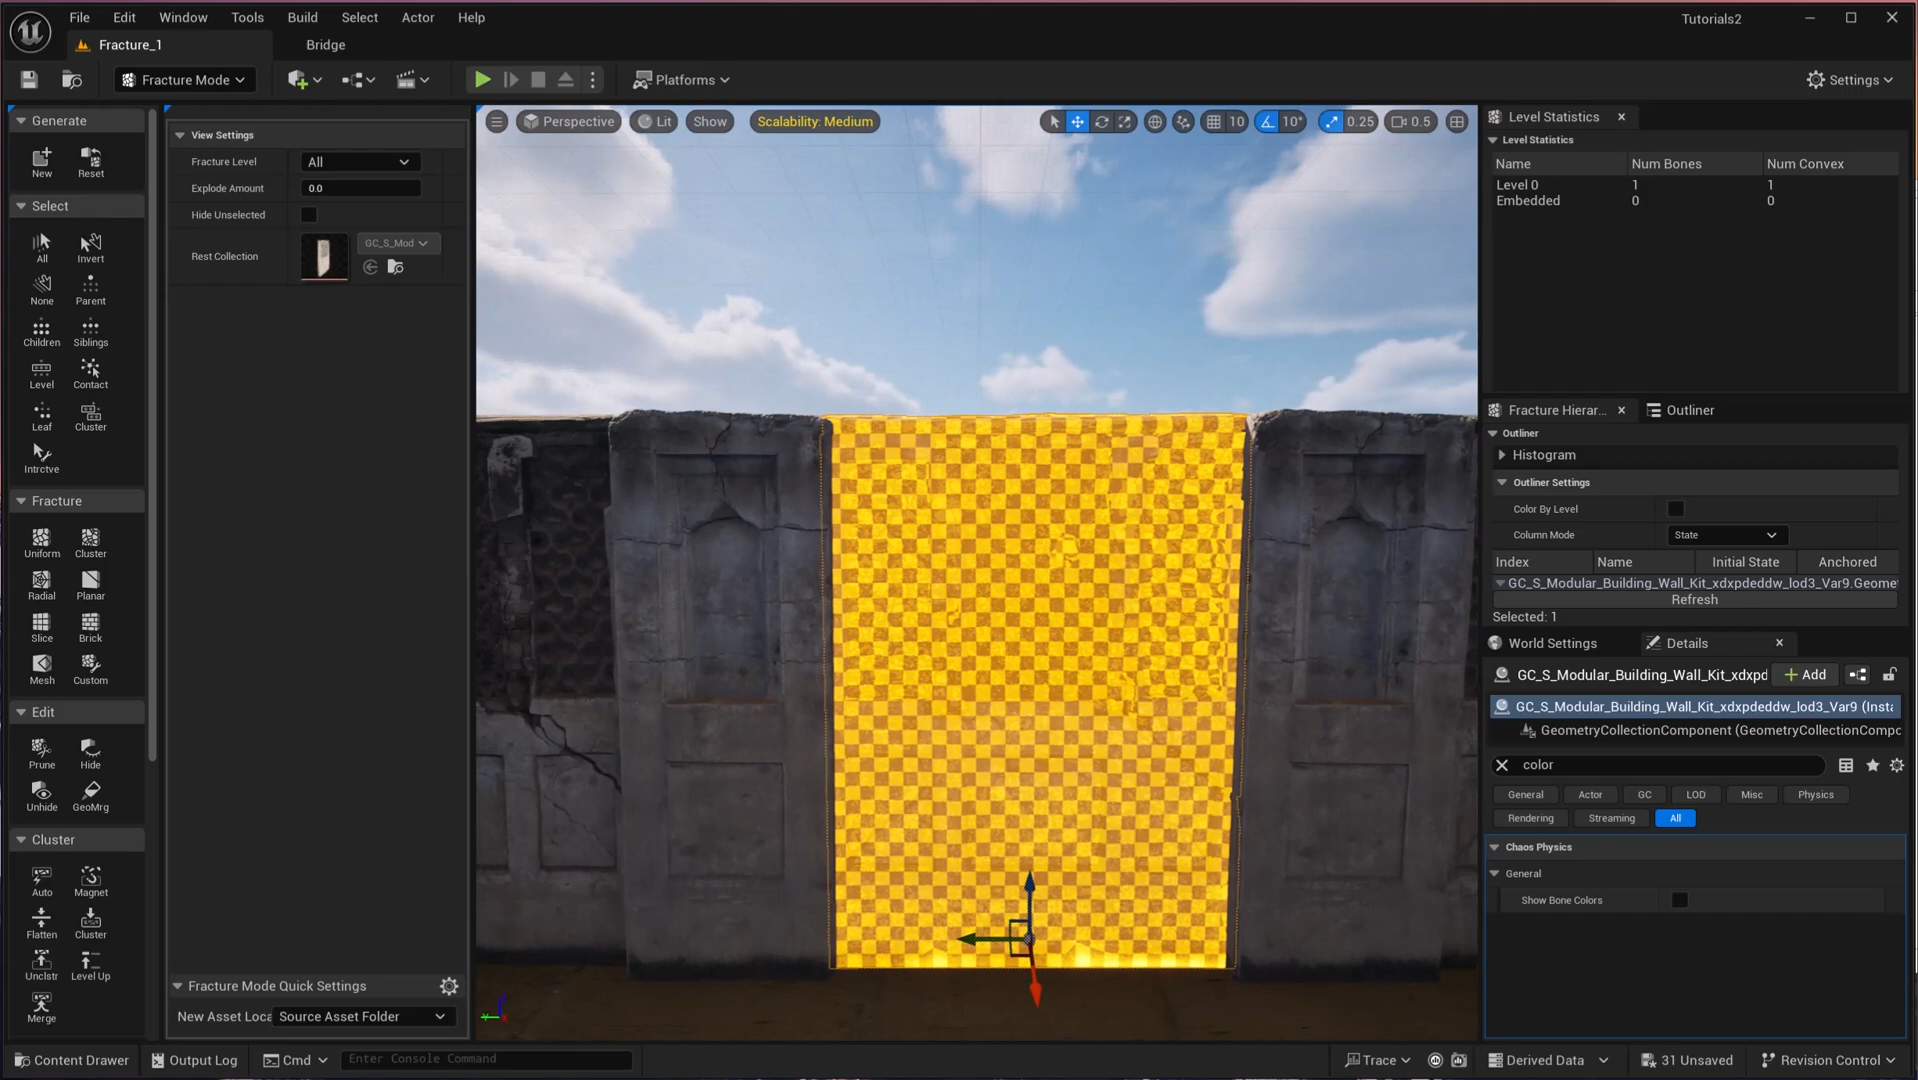 File Edit Window Tools Build Select Actor Help
Tutorials2
Fracture_1
Bridge
Fracture Mode
Platforms
Settings
Generate
New Reset
Select
All Invert
None Parent
Children Siblings
Level Contact
Leaf Cluster
Intrctve
Fracture
Uniform Cluster
Radial Planar
Slice Brick
Mesh Custom
Edit
Prune Hide
Unhide GeoMrg
Cluster
Auto Magnet
Flatten Cluster
Unclstr Level Up
Merge
View Settings
Fracture Level All
Explode Amount 0.0
Hide Unselected
Rest Collection GC_S_Mod
Fracture Mode Quick Settings
New Asset Loca Source Asset Folder
Perspective Lit Show Scalability: Medium
10 10° 0.25 0.5
Level Statistics
Level Statistics
Name Num Bones Num Convex
Level 0 1 1
Embedded 0 0
Fracture Hierar... Outliner
Outliner
Histogram
Outliner Settings
Color By Level
Column Mode State
Index Name Initial State Anchored
GC_S_Modular_Building_Wall_Kit_xdxpdeddw_lod3_Var9.Geome
Refresh
Selected: 1
World Settings Details
GC_S_Modular_Building_Wall_Kit_xdxpd
Add
GC_S_Modular_Building_Wall_Kit_xdxpdeddw_lod3_Var9 (Insta
GeometryCollectionComponent (GeometryCollectionCompo
color
General Actor GC LOD Misc Physics
Rendering Streaming All
Chaos Physics
General
Show Bone Colors
Content Drawer Output Log Cmd Enter Console Command
Trace Derived Data 31 Unsaved Revision Control